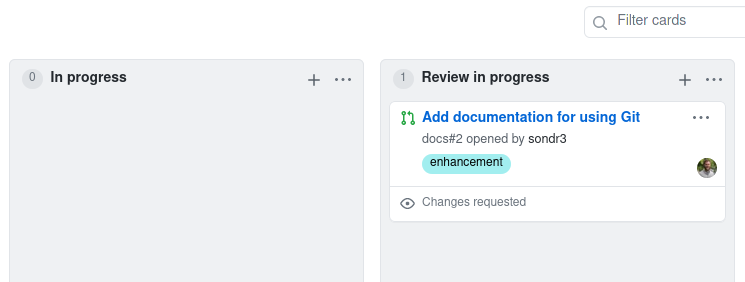 Filter cards
0 In progress
1 Review in progress
Add documentation for using Git
docs#2 opened by sondr3
enhancement
Changes requested